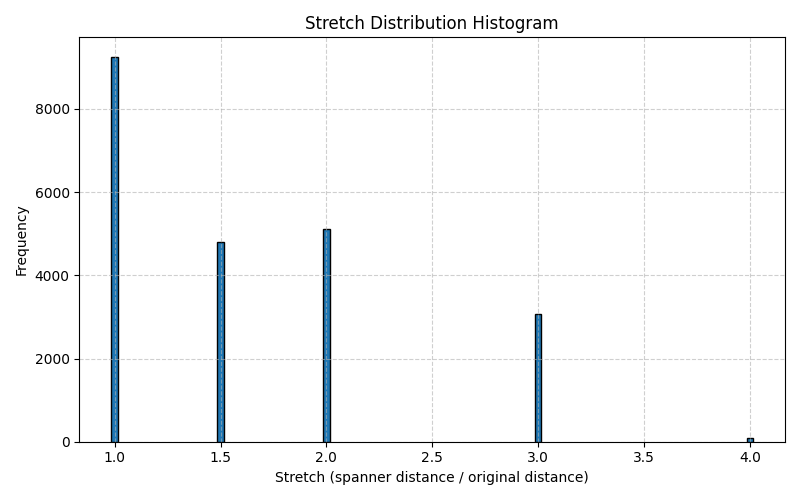 Stretch Distribution Histogram
Frequency
8000
6000
4000
2000
0
1.0 1.5 2.0 2.5 3.0 3.5 4.0
Stretch (spanner distance / original distance)